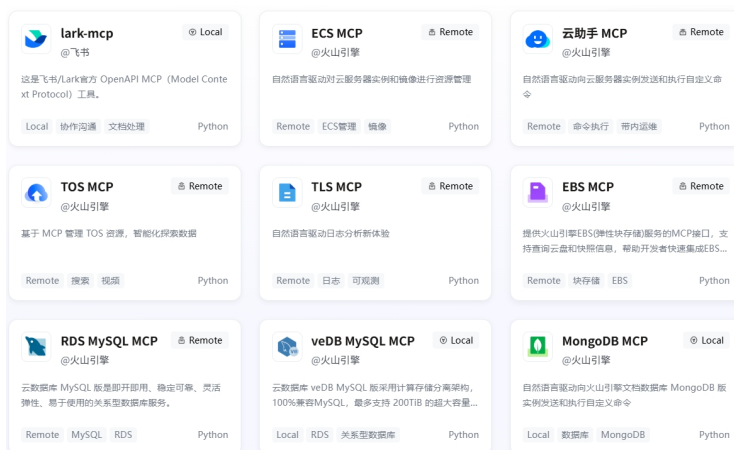 lark-mcp
Local
@飞书
这是飞书/Lark官方 OpenAPI MCP（Model Conte
xt Protocol）工具。
Local 协作沟通 文档处理 Python
ECS MCP
Remote
@火山引擎
自然语言驱动对云服务器实例和镜像进行资源管理
Remote ECS管理 镜像 Python
云助手 MCP
Remote
@火山引擎
自然语言驱动向云服务器实例发送和执行自定义命
令
Remote 命令执行 带内运维 Python
TOS MCP
Remote
@火山引擎
基于 MCP 管理 TOS 资源，智能化探索数据
Remote 搜索 视频 Python
TLS MCP
Remote
@火山引擎
自然语言驱动日志分析新体验
Remote 日志 可观测 Python
EBS MCP
Remote
@火山引擎
提供火山引擎EBS(弹性块存储)服务的MCP接口，支
持查询云盘和快照信息，帮助开发者快速集成EBS...
Remote 块存储 EBS Python
RDS MySQL MCP
Remote
@火山引擎
云数据库 MySQL 版是即开即用、稳定可靠、灵活
弹性、易于使用的关系型数据库服务。
Remote MySQL RDS Python
veDB MySQL MCP
Local
@火山引擎
云数据库 veDB MySQL 版采用计算存储分离架构，
100%兼容MySQL，最多支持 200TiB 的超大容量...
Local RDS 关系型数据库 Python
MongoDB MCP
Local
@火山引擎
自然语言驱动向火山引擎文档数据库 MongoDB 版
实例发送和执行自定义命令
Local 数据库 MongoDB Python